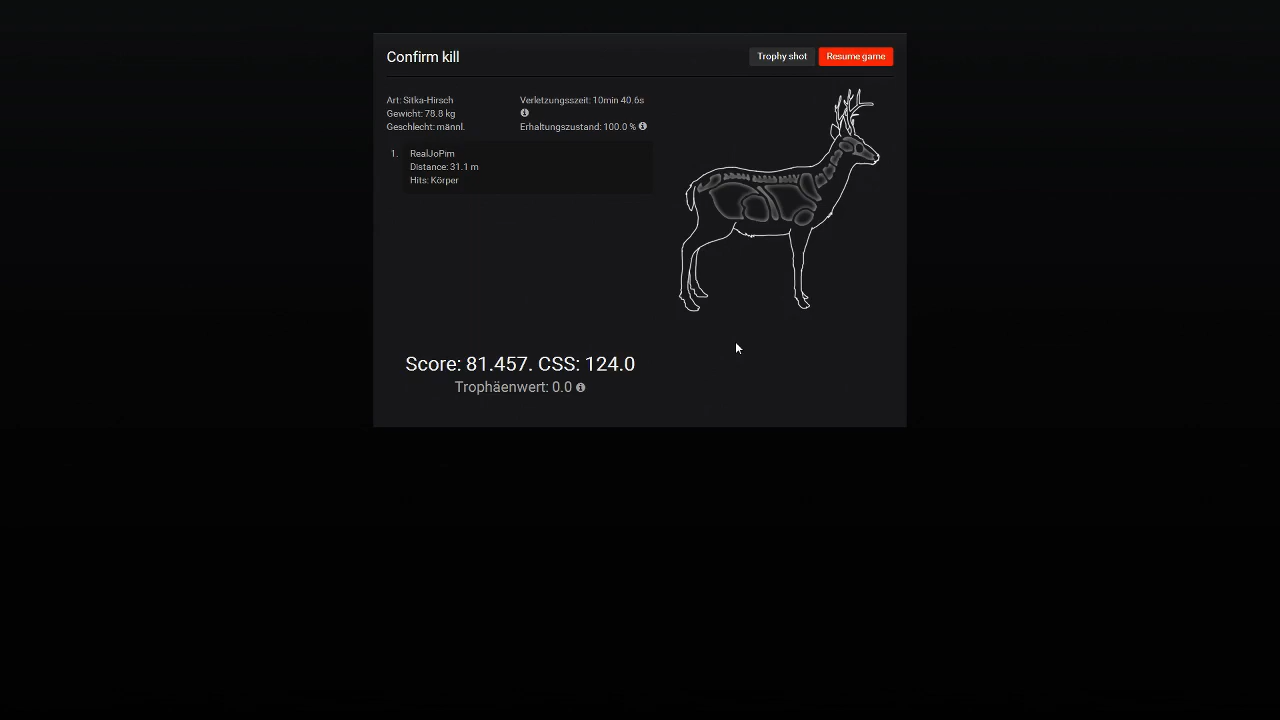 Confirm kill
Trophy shot
Resume game
Art: Sitka-Hirsch
Gewicht: 78.8 kg
Geschlecht: männl.
Verletzungsszeit: 10min 40.6s
Erhaltungszustand: 100.0 %
1. RealJoPim
Distance: 31.1 m
Hits: Körper
Score: 81.457. CSS: 124.0
Trophäenwert: 0.0